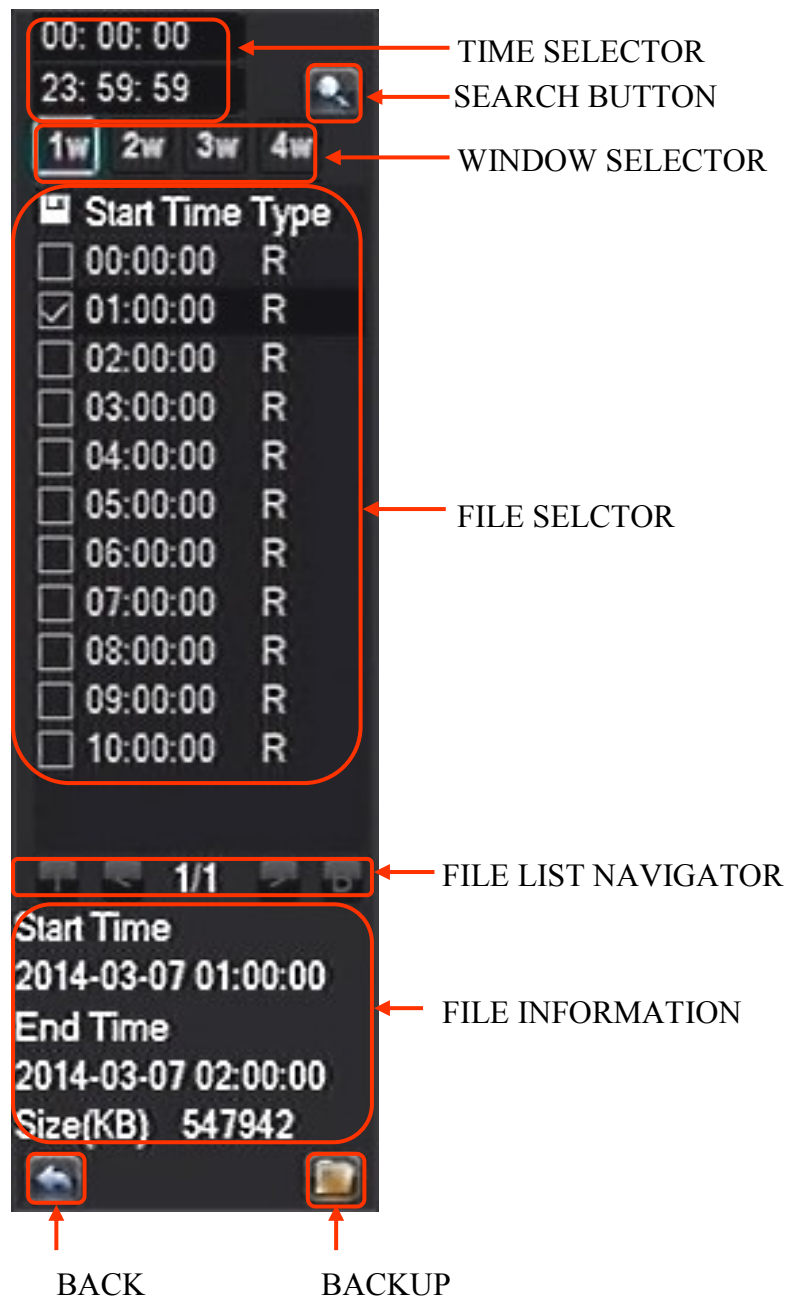 00: 00: 00
TIME SELECTOR
23: 59: 59
SEARCH BUTTON
1w 2w 3w 4w
WINDOW SELECTOR
Start Time Type
00:00:00 R
01:00:00 R
02:00:00 R
03:00:00 R
04:00:00 R
05:00:00 R
FILE SELCTOR
06:00:00 R
07:00:00 R
08:00:00 R
09:00:00 R
10:00:00 R
< 1/1 >
FILE LIST NAVIGATOR
Start Time
2014-03-07 01:00:00
FILE INFORMATION
End Time
2014-03-07 02:00:00
Size(KB) 547942
BACK
BACKUP